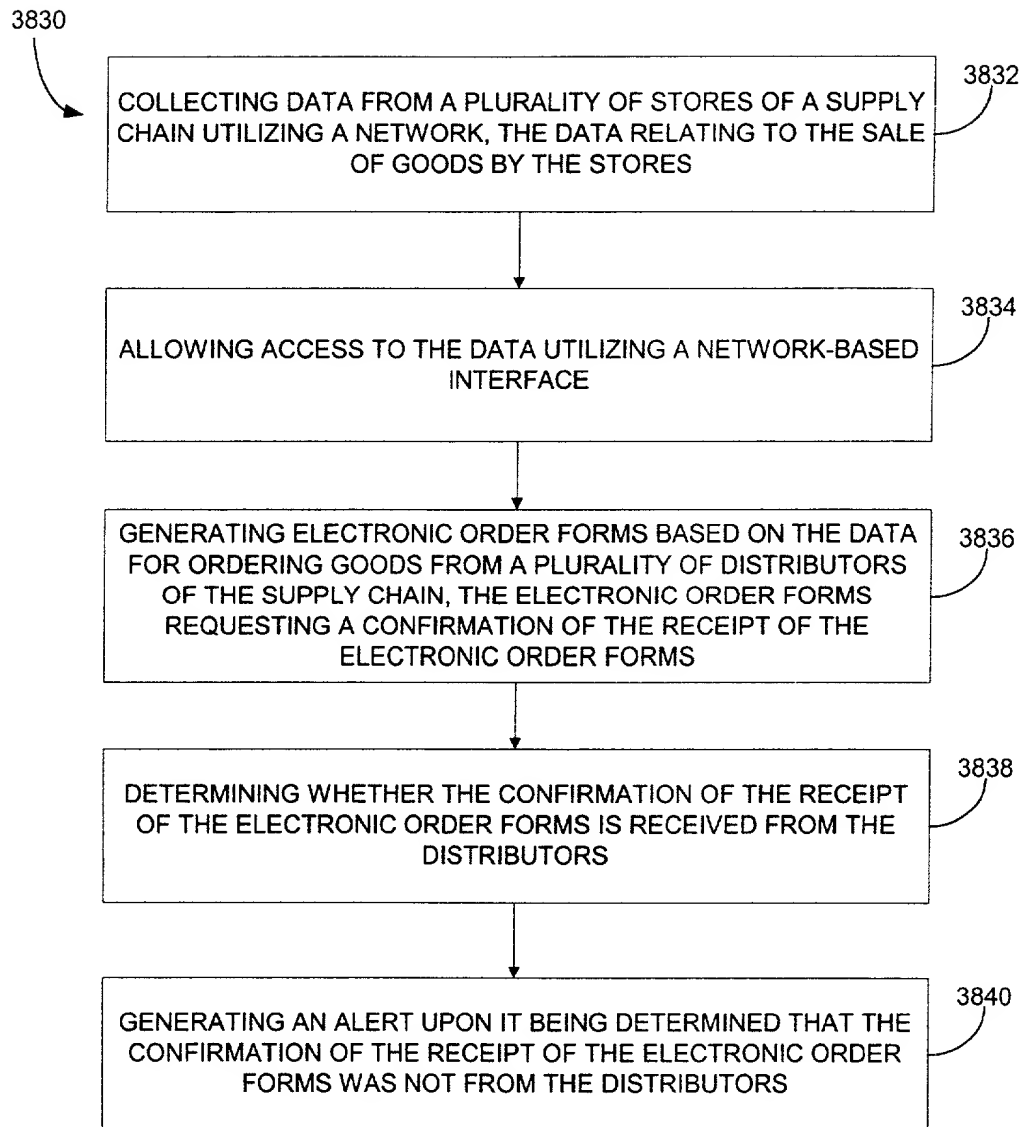 3830
3832
COLLECTING DATA FROM A PLURALITY OF STORES OF A SUPPLY
CHAIN UTILIZING A NETWORK, THE DATA RELATING TO THE SALE
OF GOODS BY THE STORES
3834
ALLOWING ACCESS TO THE DATA UTILIZING A NETWORK-BASED
INTERFACE
3836
GENERATING ELECTRONIC ORDER FORMS BASED ON THE DATA
FOR ORDERING GOODS FROM A PLURALITY OF DISTRIBUTORS
OF THE SUPPLY CHAIN, THE ELECTRONIC ORDER FORMS
REQUESTING A CONFIRMATION OF THE RECEIPT OF THE
ELECTRONIC ORDER FORMS
3838
DETERMINING WHETHER THE CONFIRMATION OF THE RECEIPT
OF THE ELECTRONIC ORDER FORMS IS RECEIVED FROM THE
DISTRIBUTORS
3840
GENERATING AN ALERT UPON IT BEING DETERMINED THAT THE
CONFIRMATION OF THE RECEIPT OF THE ELECTRONIC ORDER
FORMS WAS NOT FROM THE DISTRIBUTORS